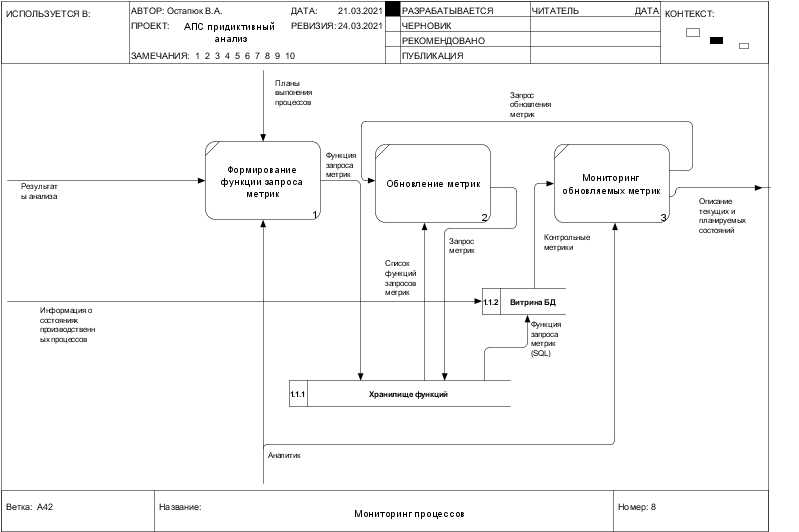 ИСПОЛЬЗУЕТСЯ В:
АВТОР: Остапюк В.А.
ДАТА: 21.03.2021
ПРОЕКТ: АПС придиктивный
анализ
РЕВИЗИЯ: 24.03.2021
ЗАМЕЧАНИЯ: 1 2 3 4 5 6 7 8 9 10
РАЗРАБАТЫВАЕТСЯ
ЧЕРНОВИК
РЕКОМЕНДОВАНО
ПУБЛИКАЦИЯ
ЧИТАТЕЛЬ ДАТА
КОНТЕКСТ:
Планы
выпонения
процессов
Запрос
обновления
метрик
Результат
ы анализа
Формирование
функции запроса
метрик
1
Функция
запроса
метрик
Обновление метрик
2
Мониторинг
обновляемых метрик
3
Описание
текущих и
планируемых
состояний
Запрос
метрик
Контрольные
метрики
Список
функций
запросов
метрик
1.1.2 Витрина БД
Информация о
состояниях
производственн
ых процессов
Функция
запроса
метрик
(SQL)
1.1.1 Хранилище функций
Аналитик
Ветка: A42
Название:
Мониторинг процессов
Номер: 8